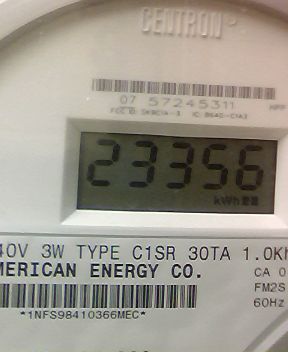 CENTRON
07 57245311
23356
kWh
40V 3W TYPE C1SR 30TA 1.0Kh
MERICAN ENERGY CO.
CA 0
FM2S
60Hz
*1NFS98410366MEC*